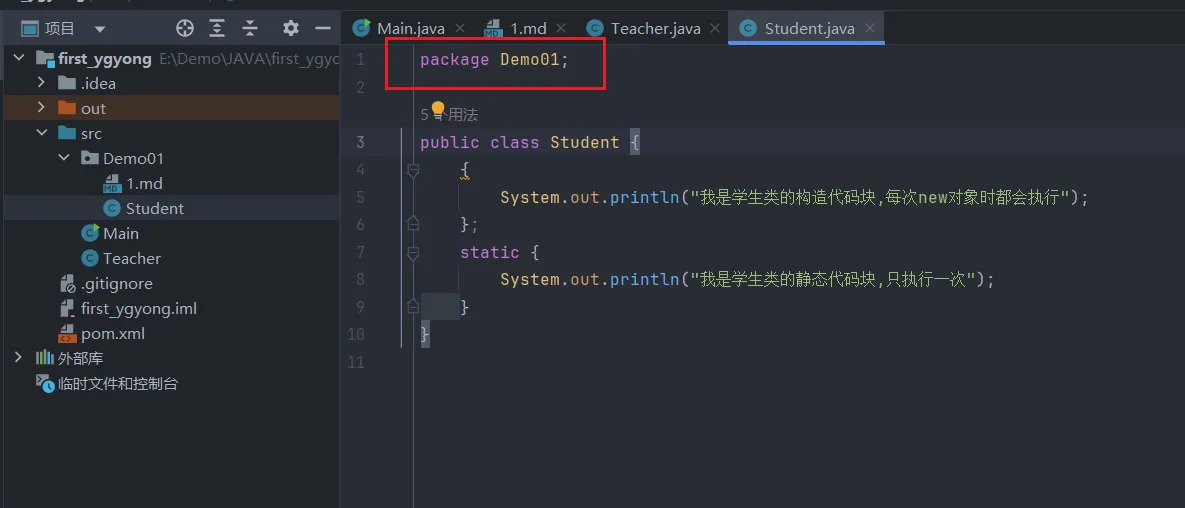 项目
Main.java
1.md
Teacher.java
Student.java
first_ygyong E:\Demo\JAVA\first_ygyo
.idea
out
src
Demo01
1.md
Student
Main
Teacher
.gitignore
first_ygyong.iml
pom.xml
外部库
临时文件和控制台
1 package Demo01;
2
5个用法
3 public class Student {
4 {
5 System.out.println("我是学生类的构造代码块,每次new对象时都会执行");
6 };
7 static {
8 System.out.println("我是学生类的静态代码块,只执行一次");
9 }
10 }
11